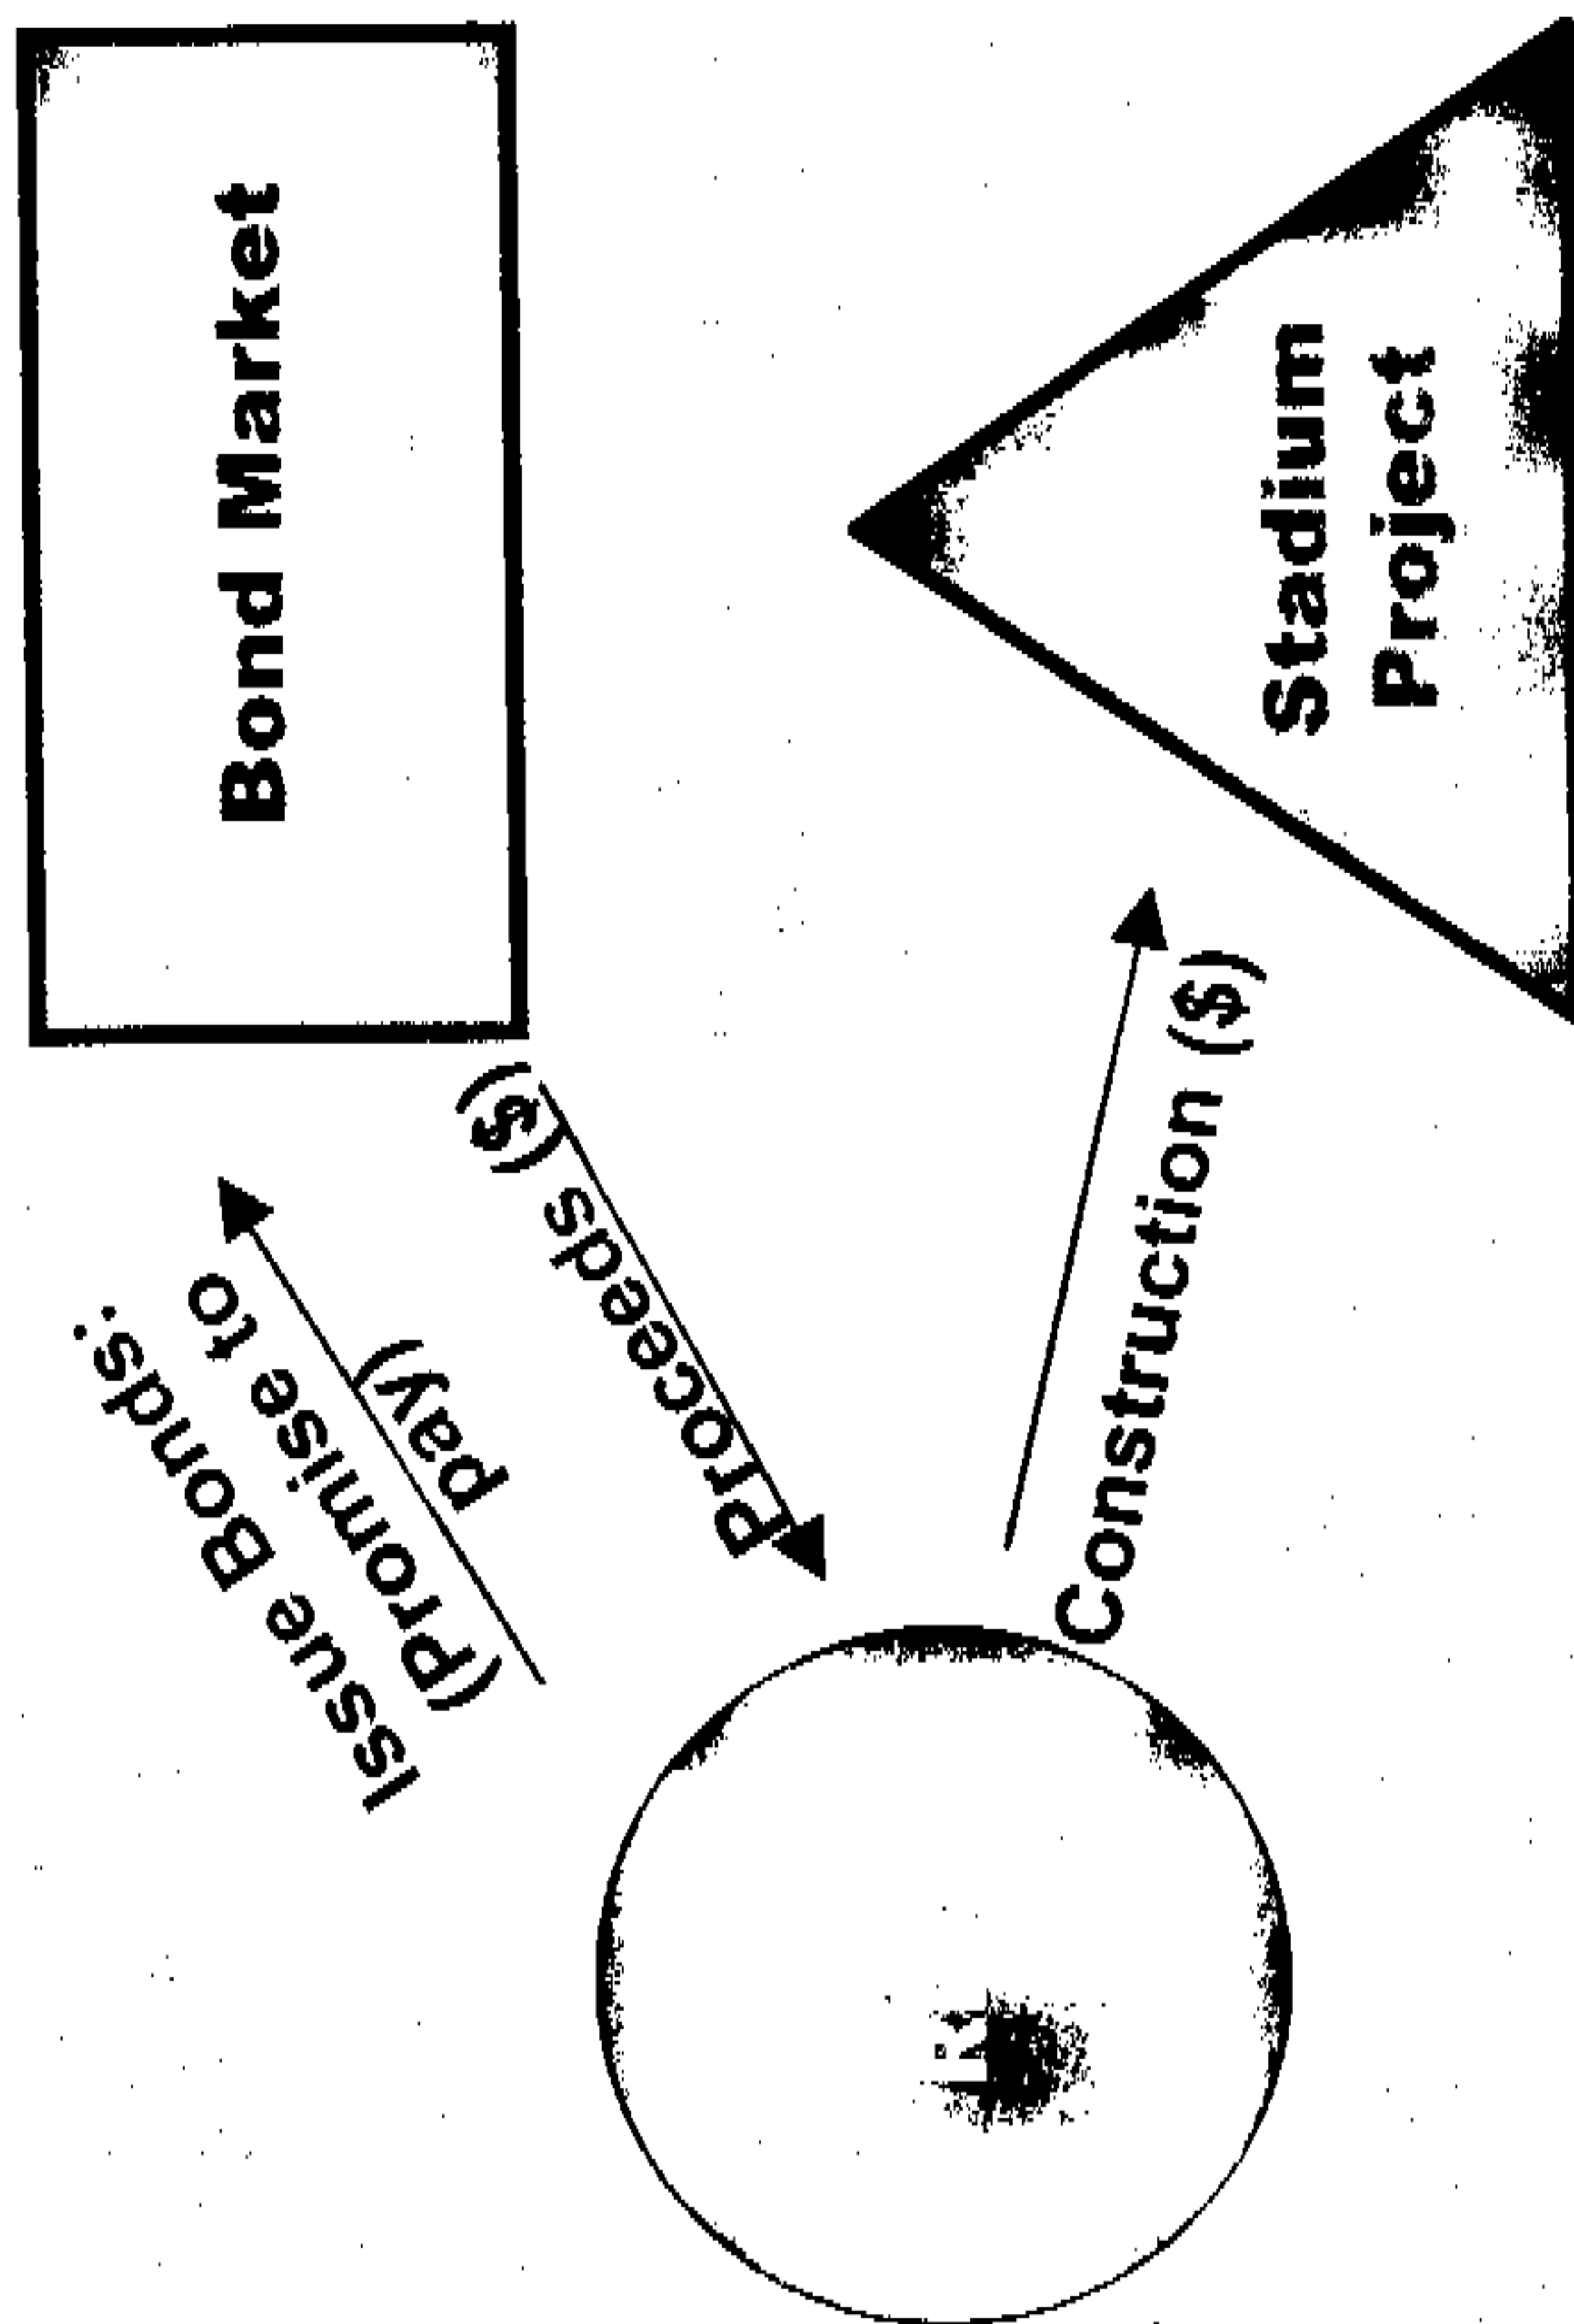 Bond Market
Issue Bonds.
(promise to
pay)
Proceeds ($)
Construction ($)
Stadium
Project